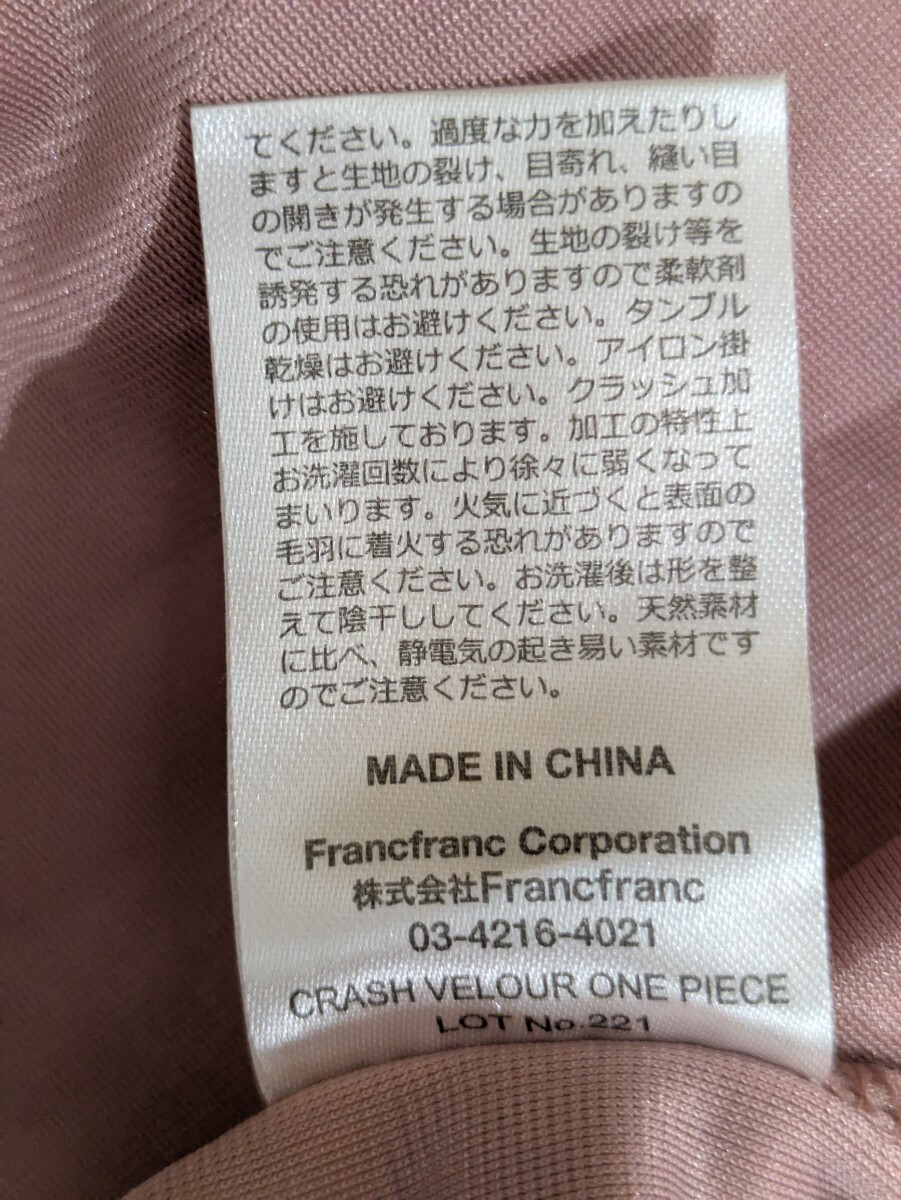 てください。過度な力を加えたりし
ますと生地の裂け、目寄れ、縫い目
の開きが発生する場合がありますの
でご注意ください。生地の裂け等を
誘発する恐れがありますので柔軟剤
の使用はお避けください。タンブル
乾燥はお避けください。アイロン掛
けはお避けください。クラッシュ加
工を施しております。加工の特性上
お洗濯回数により徐々に弱くなって
まいります。火気に近づくと表面の
毛羽に着火する恐れがありますので
ご注意ください。お洗濯後は形を整
えて陰干ししてください。天然素材
に比べ、静電気の起き易い素材です
のでご注意ください。
MADE IN CHINA
Francfranc Corporation
株式会社Francfranc
03-4216-4021
CRASH VELOUR ONE PIECE
LOT No.221